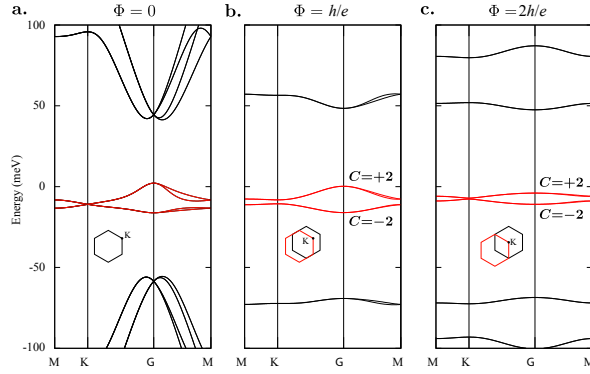 a.
Φ = 0
b.
Φ = h/e
c.
Φ =2h/e
Energy (meV)
100
50
0
-50
-100
K
C=+2
C=−2
K
C=+2
C=−2
K
M K G M
M K G M
M K G M